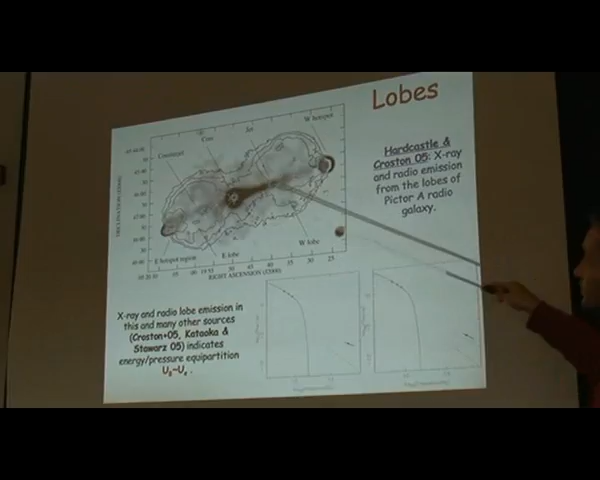 Lobes
Hardcastle &
Croston 05: X-ray
and radio emission
from the lobes of
Pictor A radio
galaxy.
W hotspot
Jet
Core
Counterjet
E hotspot region
E lobe
W lobe
RIGHT ASCENSION (J2000)
DECLINATION (J2000)
X-ray and radio lobe emission in
this and many other sources
(Croston+05, Kataoka &
Stawarz 05) indicates
energy/pressure equipartition